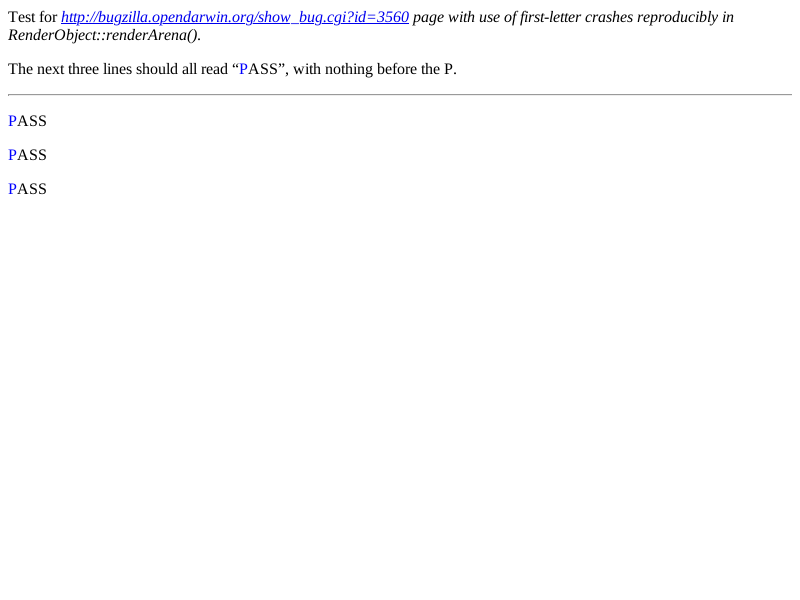 Test for http://bugzilla.opendarwin.org/show_bug.cgi?id=3560 page with use of first-letter crashes reproducibly in
RenderObject::renderArena().
The next three lines should all read “PASS”, with nothing before the P.
PASS
PASS
PASS